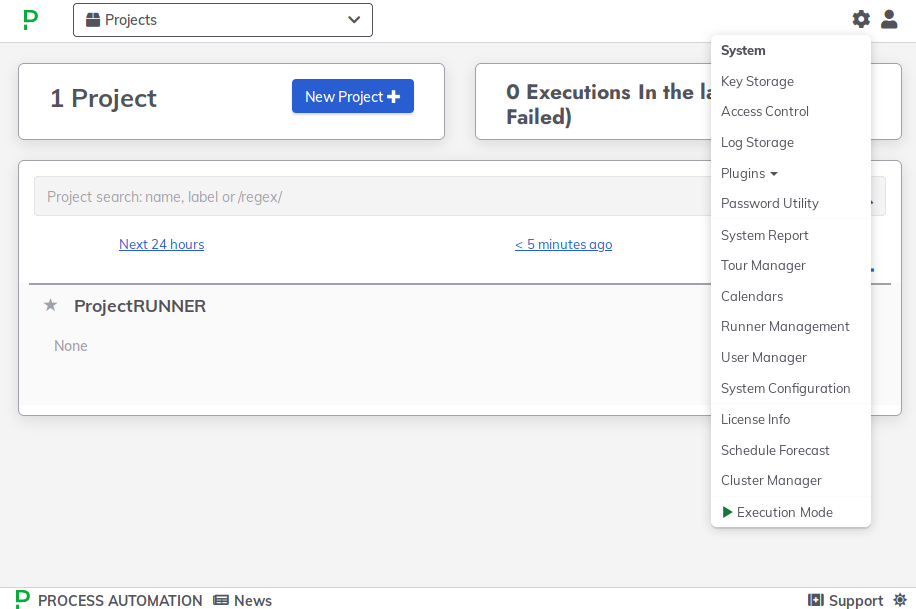 Projects
1 Project
New Project
0 Executions In the
Failed)
Project search: name, label or /regex/
Next 24 hours
< 5 minutes ago
ProjectRUNNER
None
System
Key Storage
Access Control
Log Storage
Plugins
Password Utility
System Report
Tour Manager
Calendars
Runner Management
User Manager
System Configuration
License Info
Schedule Forecast
Cluster Manager
Execution Mode
PROCESS AUTOMATION
News
Support